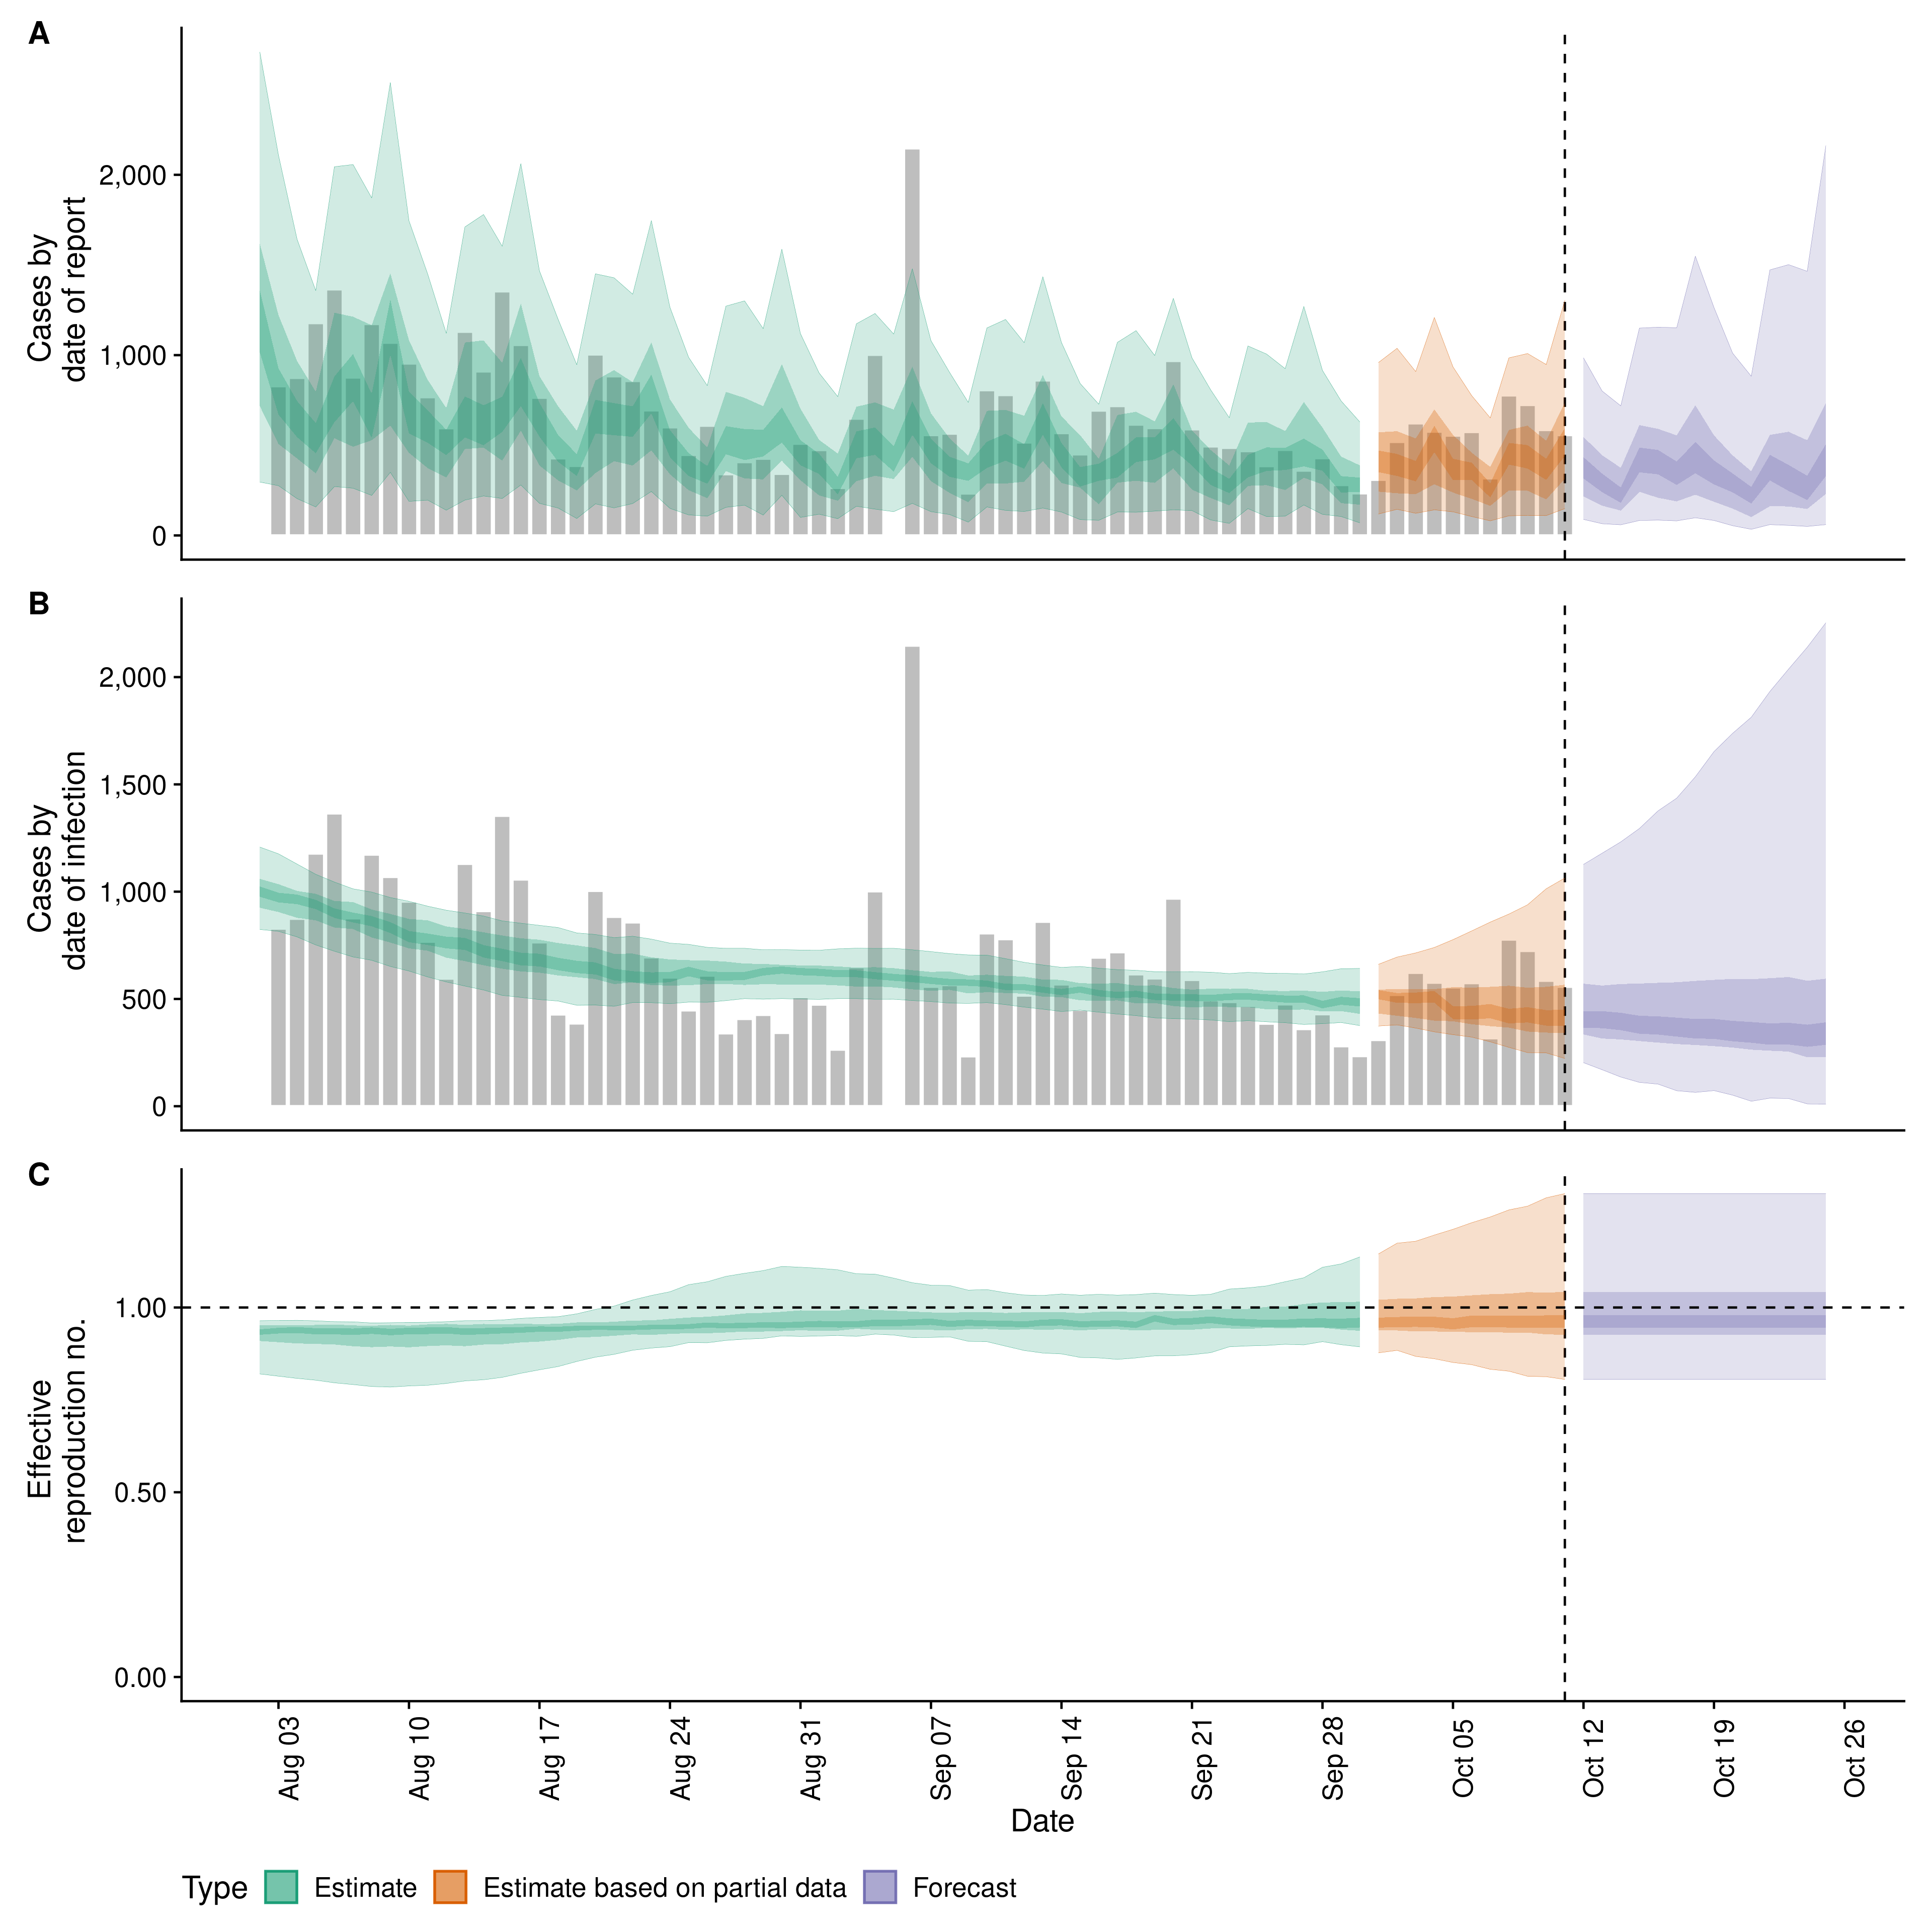 A
Cases by
date of report
2,000
1,000
0
B
Cases by
date of infection
2,000
1,500
1,000
500
0
C
Effective
reproduction no.
1.00
0.50
0.00
Aug 03
Aug 10
Aug 17
Aug 24
Aug 31
Sep 07
Sep 14
Sep 21
Sep 28
Oct 05
Oct 12
Oct 19
Oct 26
Date
Type Estimate Estimate based on partial data Forecast